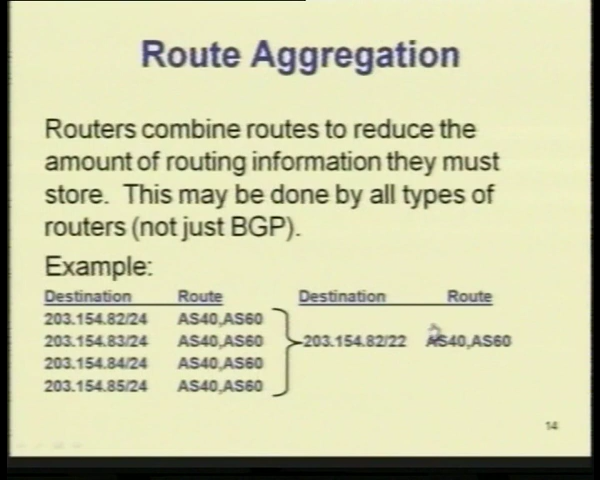 Route Aggregation
Routers combine routes to reduce the
amount of routing information they must
store. This may be done by all types of
routers (not just BGP).
Example:
Destination Route Destination Route
203.154.82/24 AS40,AS60
203.154.83/24 AS40,AS60 203.154.82/22 AS40,AS60
203.154.84/24 AS40,AS60
203.154.85/24 AS40,AS60
14